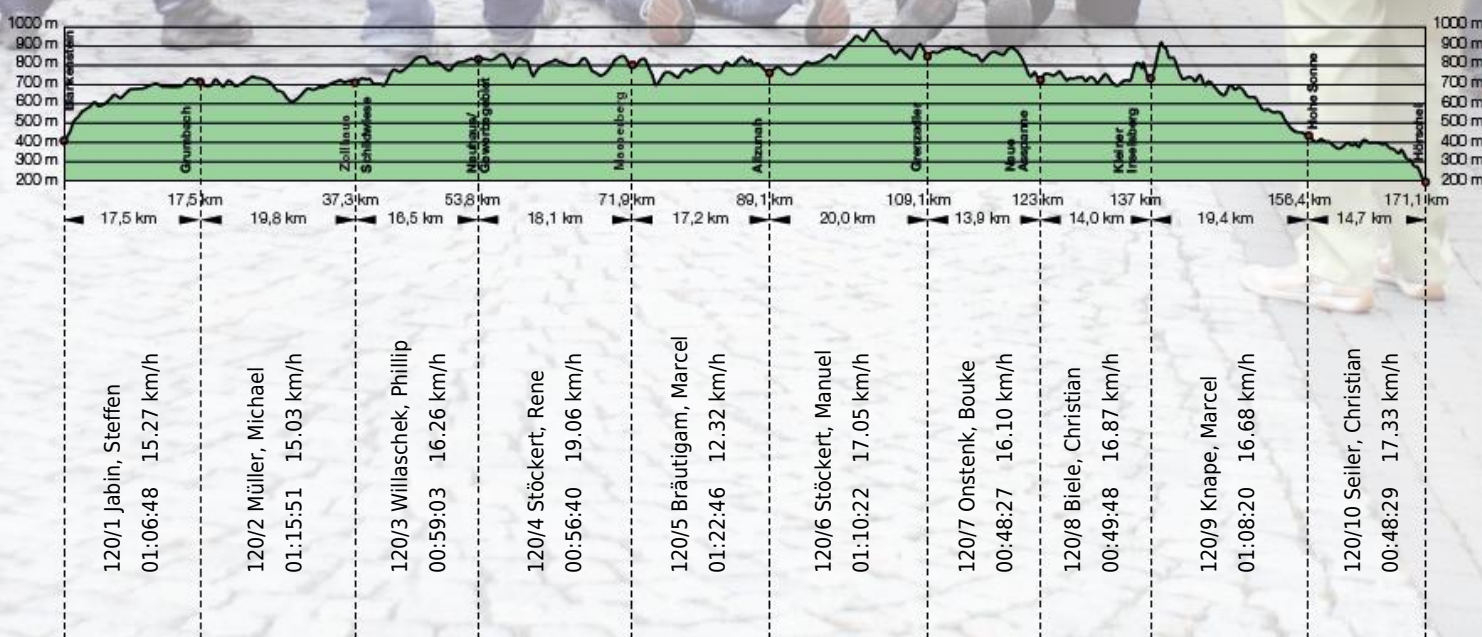 1000 m
900 m
800 m
700 m
600 m
500 m
400 m
300 m
200 m
1000 m
900 m
800 m
700 m
600 m
500 m
400 m
300 m
200 m
Blankenstein
Grumbach
Zollhaus
Schildwiese
Neuhaus/
Masserberg
Allzunah
Grenzadler
Neue
Ausspanne
Kleiner
Inselsberg
Hohe Sonne
Hörschel
17,5 km
37,3 km
53,8 km
71,9 km
89,1 km
109,1 km
123 km
137 km
156,4 km
171,1 km
17,5 km
19,8 km
16,5 km
18,1 km
17,2 km
20,0 km
13,9 km
14,0 km
19,4 km
14,7 km
120/1 Jabin, Steffen
01:06:48 15.27 km/h
120/2 Müller, Michael
01:15:51 15.03 km/h
120/3 Willaschek, Phillip
00:59:03 16.26 km/h
120/4 Stöckert, Rene
00:56:40 19.06 km/h
120/5 Bräutigam, Marcel
01:22:46 12.32 km/h
120/6 Stöckert, Manuel
01:10:22 17.05 km/h
120/7 Onstenk, Bouke
00:48:27 16.10 km/h
120/8 Biele, Christian
00:49:48 16.87 km/h
120/9 Knape, Marcel
01:08:20 16.68 km/h
120/10 Seiler, Christian
00:48:29 17.33 km/h